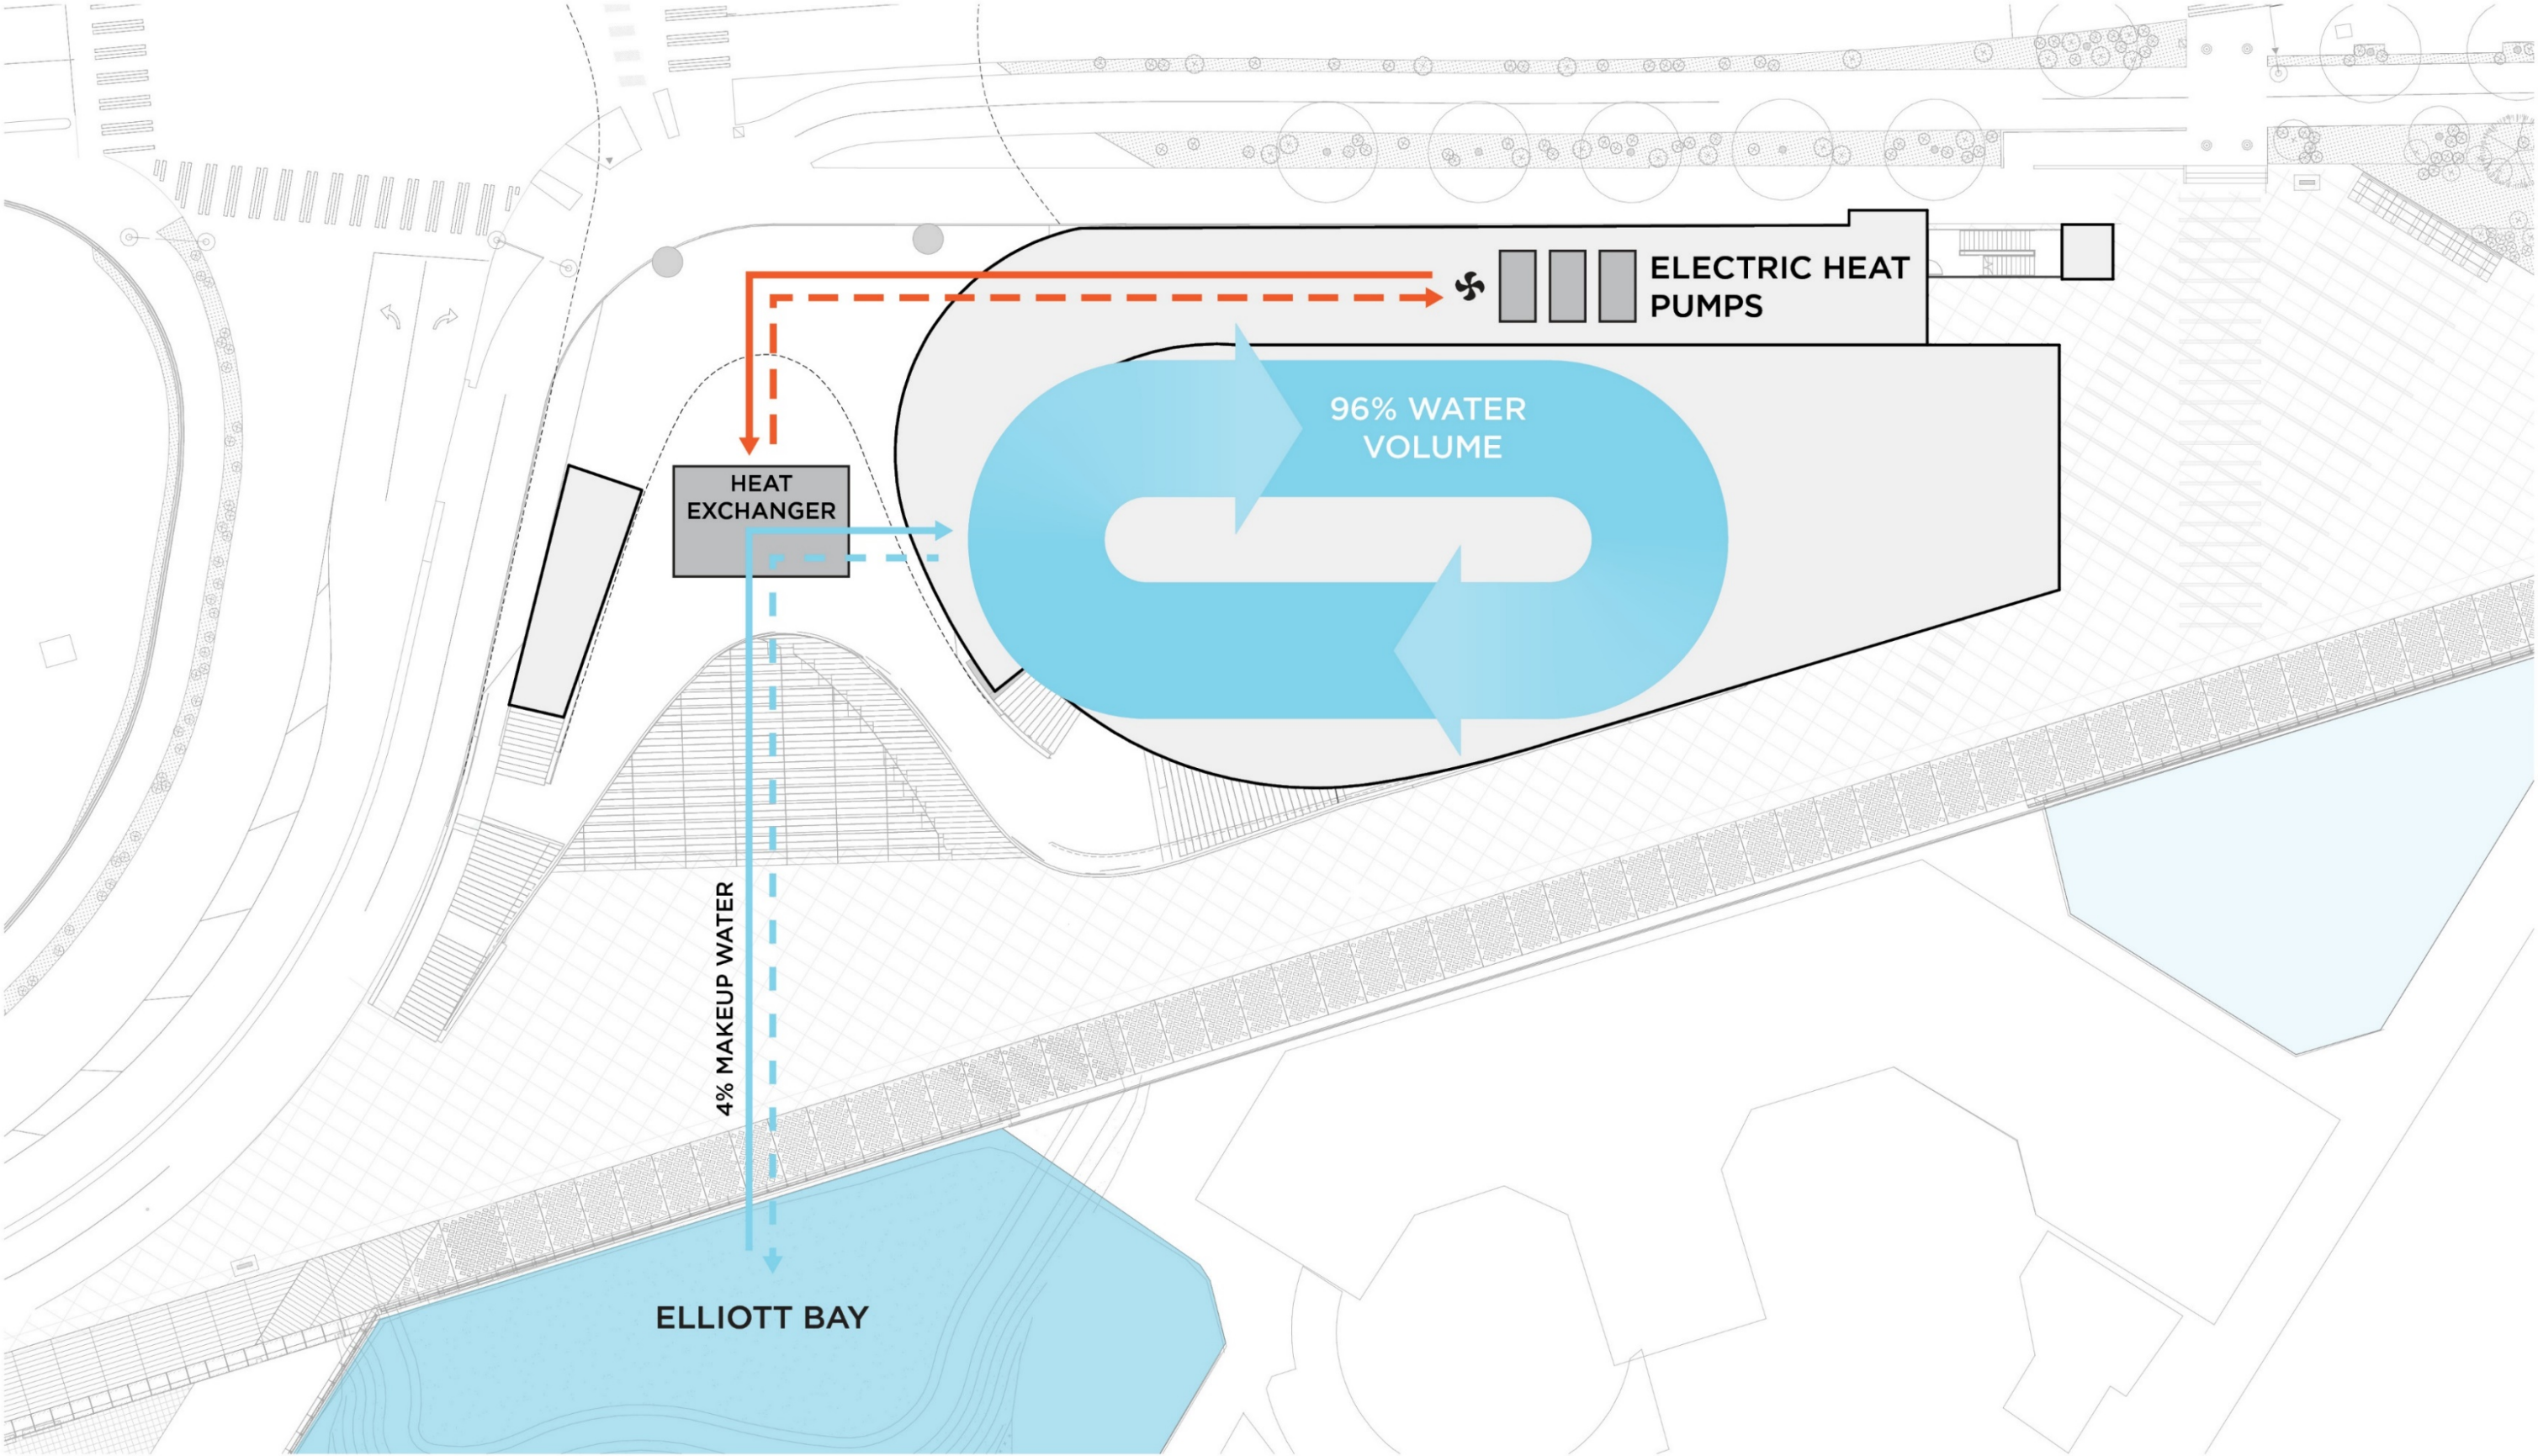 ELECTRIC HEAT
PUMPS
96% WATER
VOLUME
HEAT
EXCHANGER
4% MAKEUP WATER
ELLIOTT BAY